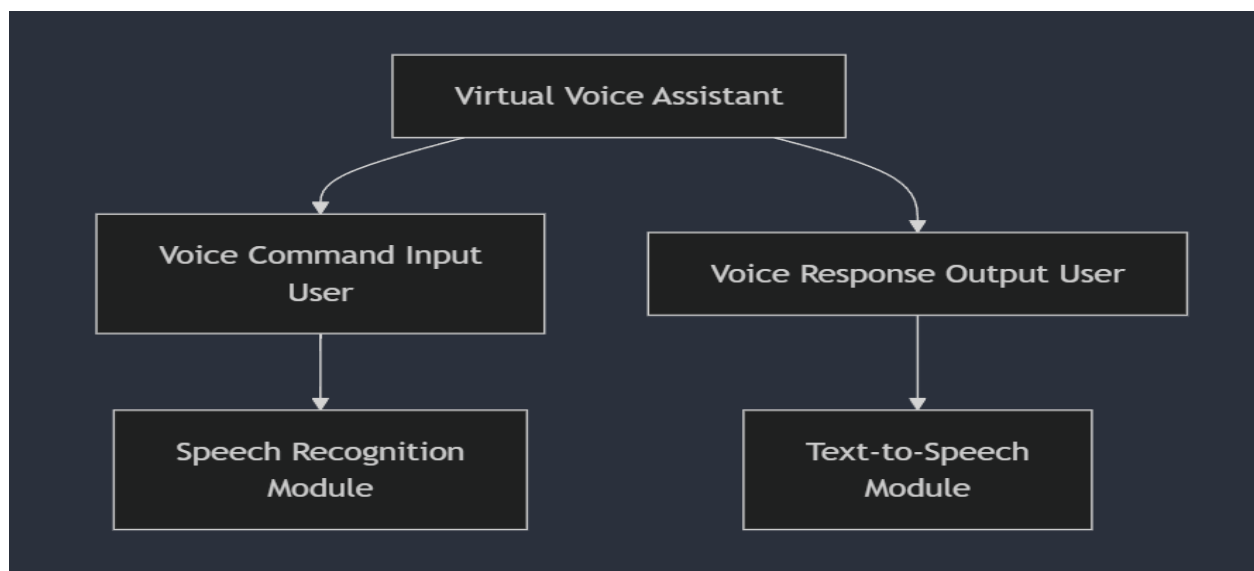 Virtual Voice Assistant
Voice Command Input
User
Voice Response Output User
Speech Recognition
Module
Text-to-Speech
Module